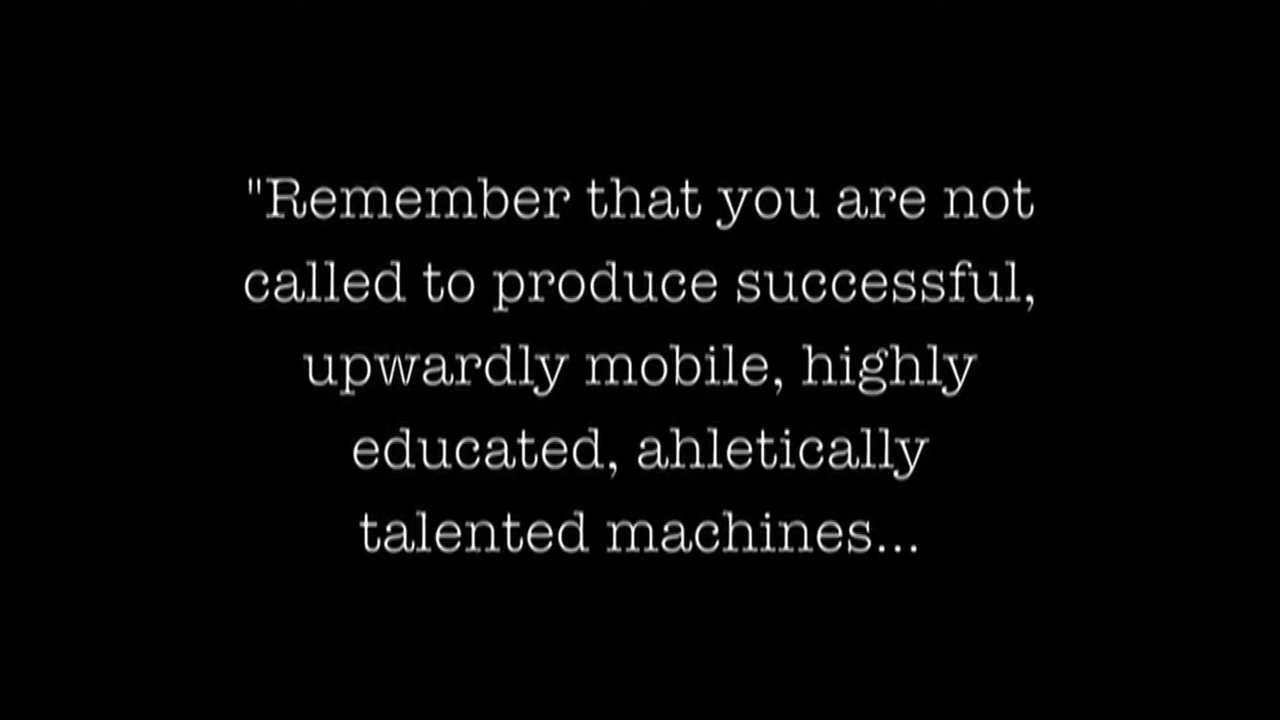 "Remember that you are not
called to produce successful,
upwardly mobile, highly
educated, ahletically
talented machines...